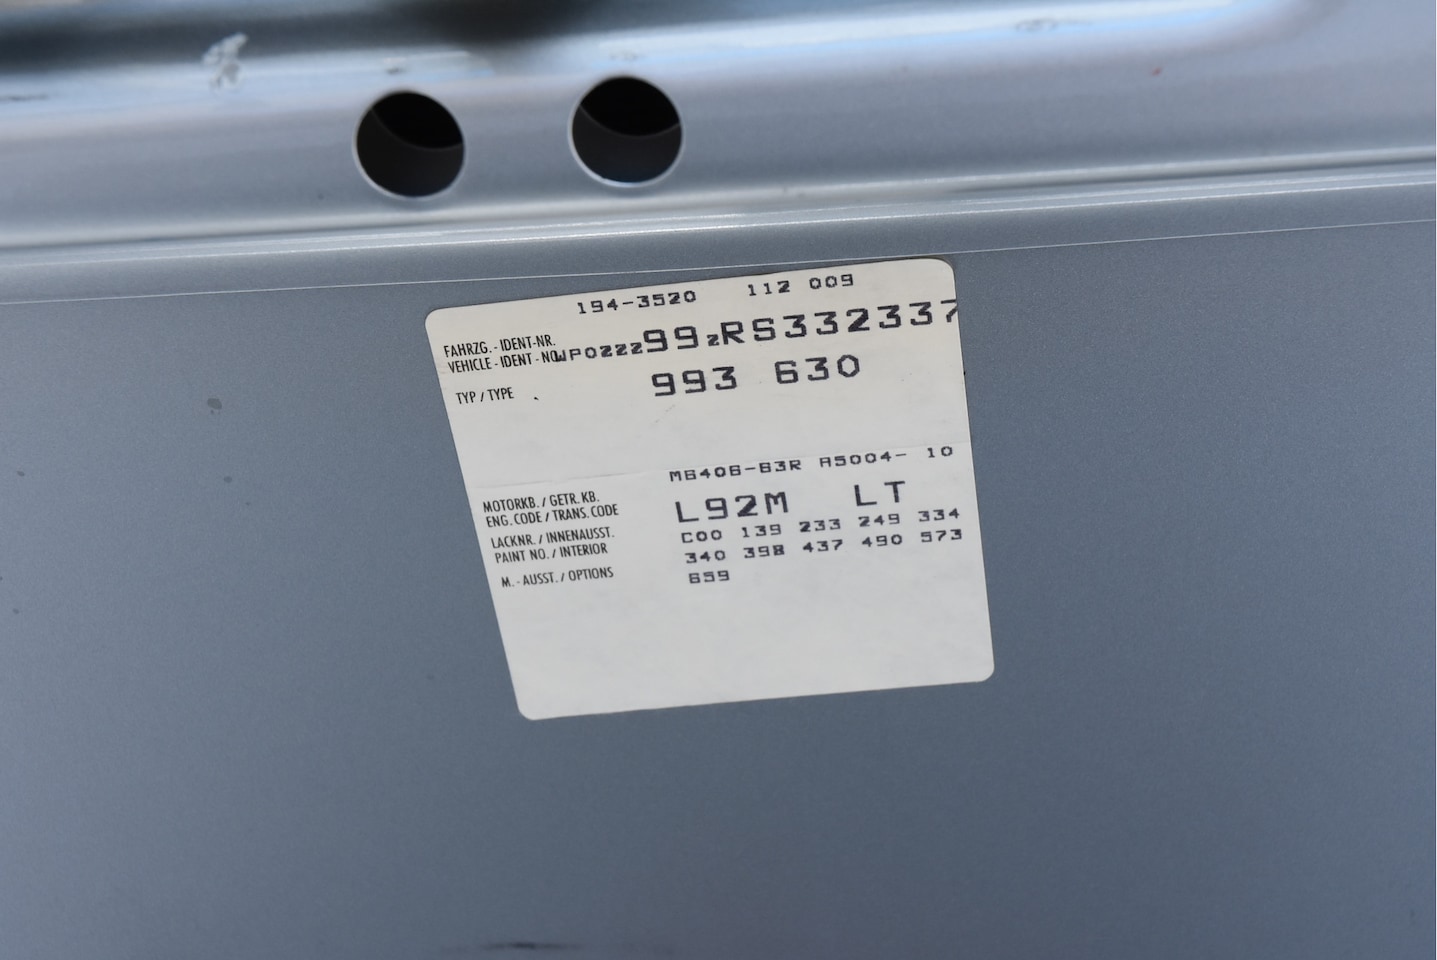 194-3520 112 009
FAHRZG.-IDENT-NR.
VEHICLE-IDENT-NO. WP0ZZZ99ZRS332337
TYP / TYPE 993 630
M6406-63R A5004- 10
MOTORKB. / GETR. KB.
ENG. CODE / TRANS. CODE
L92M LT
LACKNR. / INNENAUSST.
PAINT NO. / INTERIOR
M.-AUSST. / OPTIONS
C00 139 233 249 334
340 398 437 490 573
659